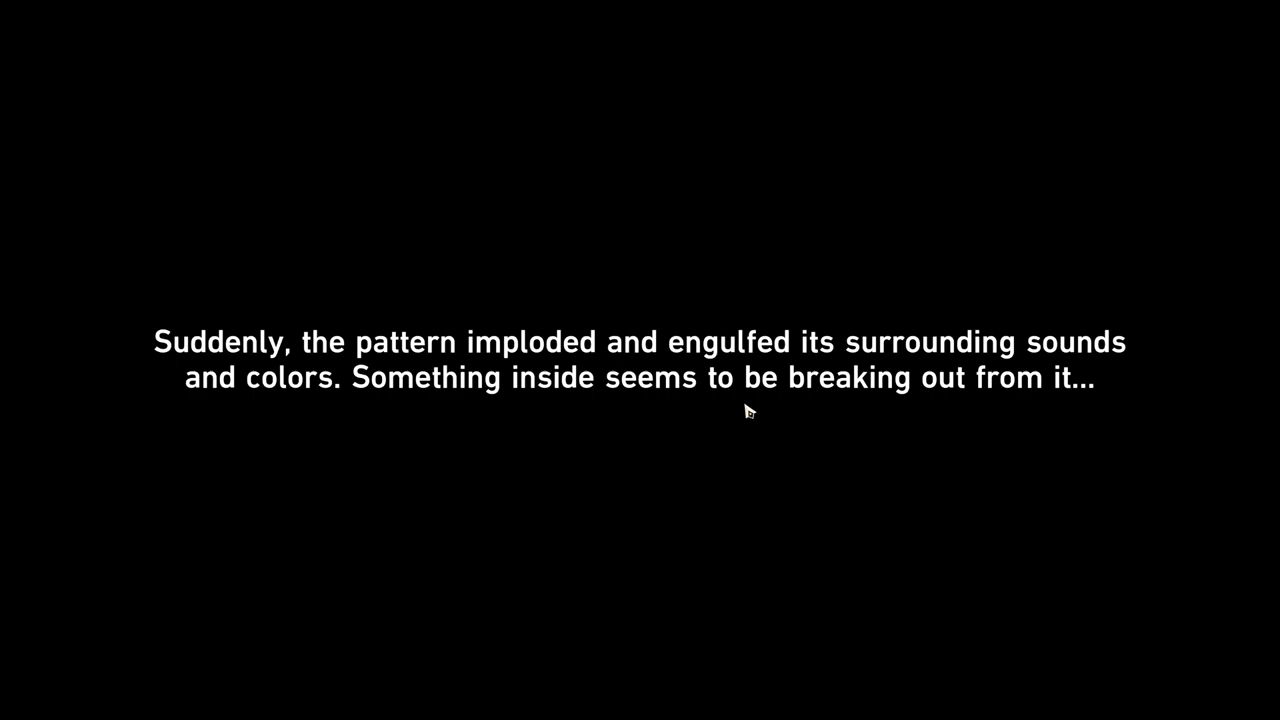 Suddenly, the pattern imploded and engulfed its surrounding sounds
and colors. Something inside seems to be breaking out from it...